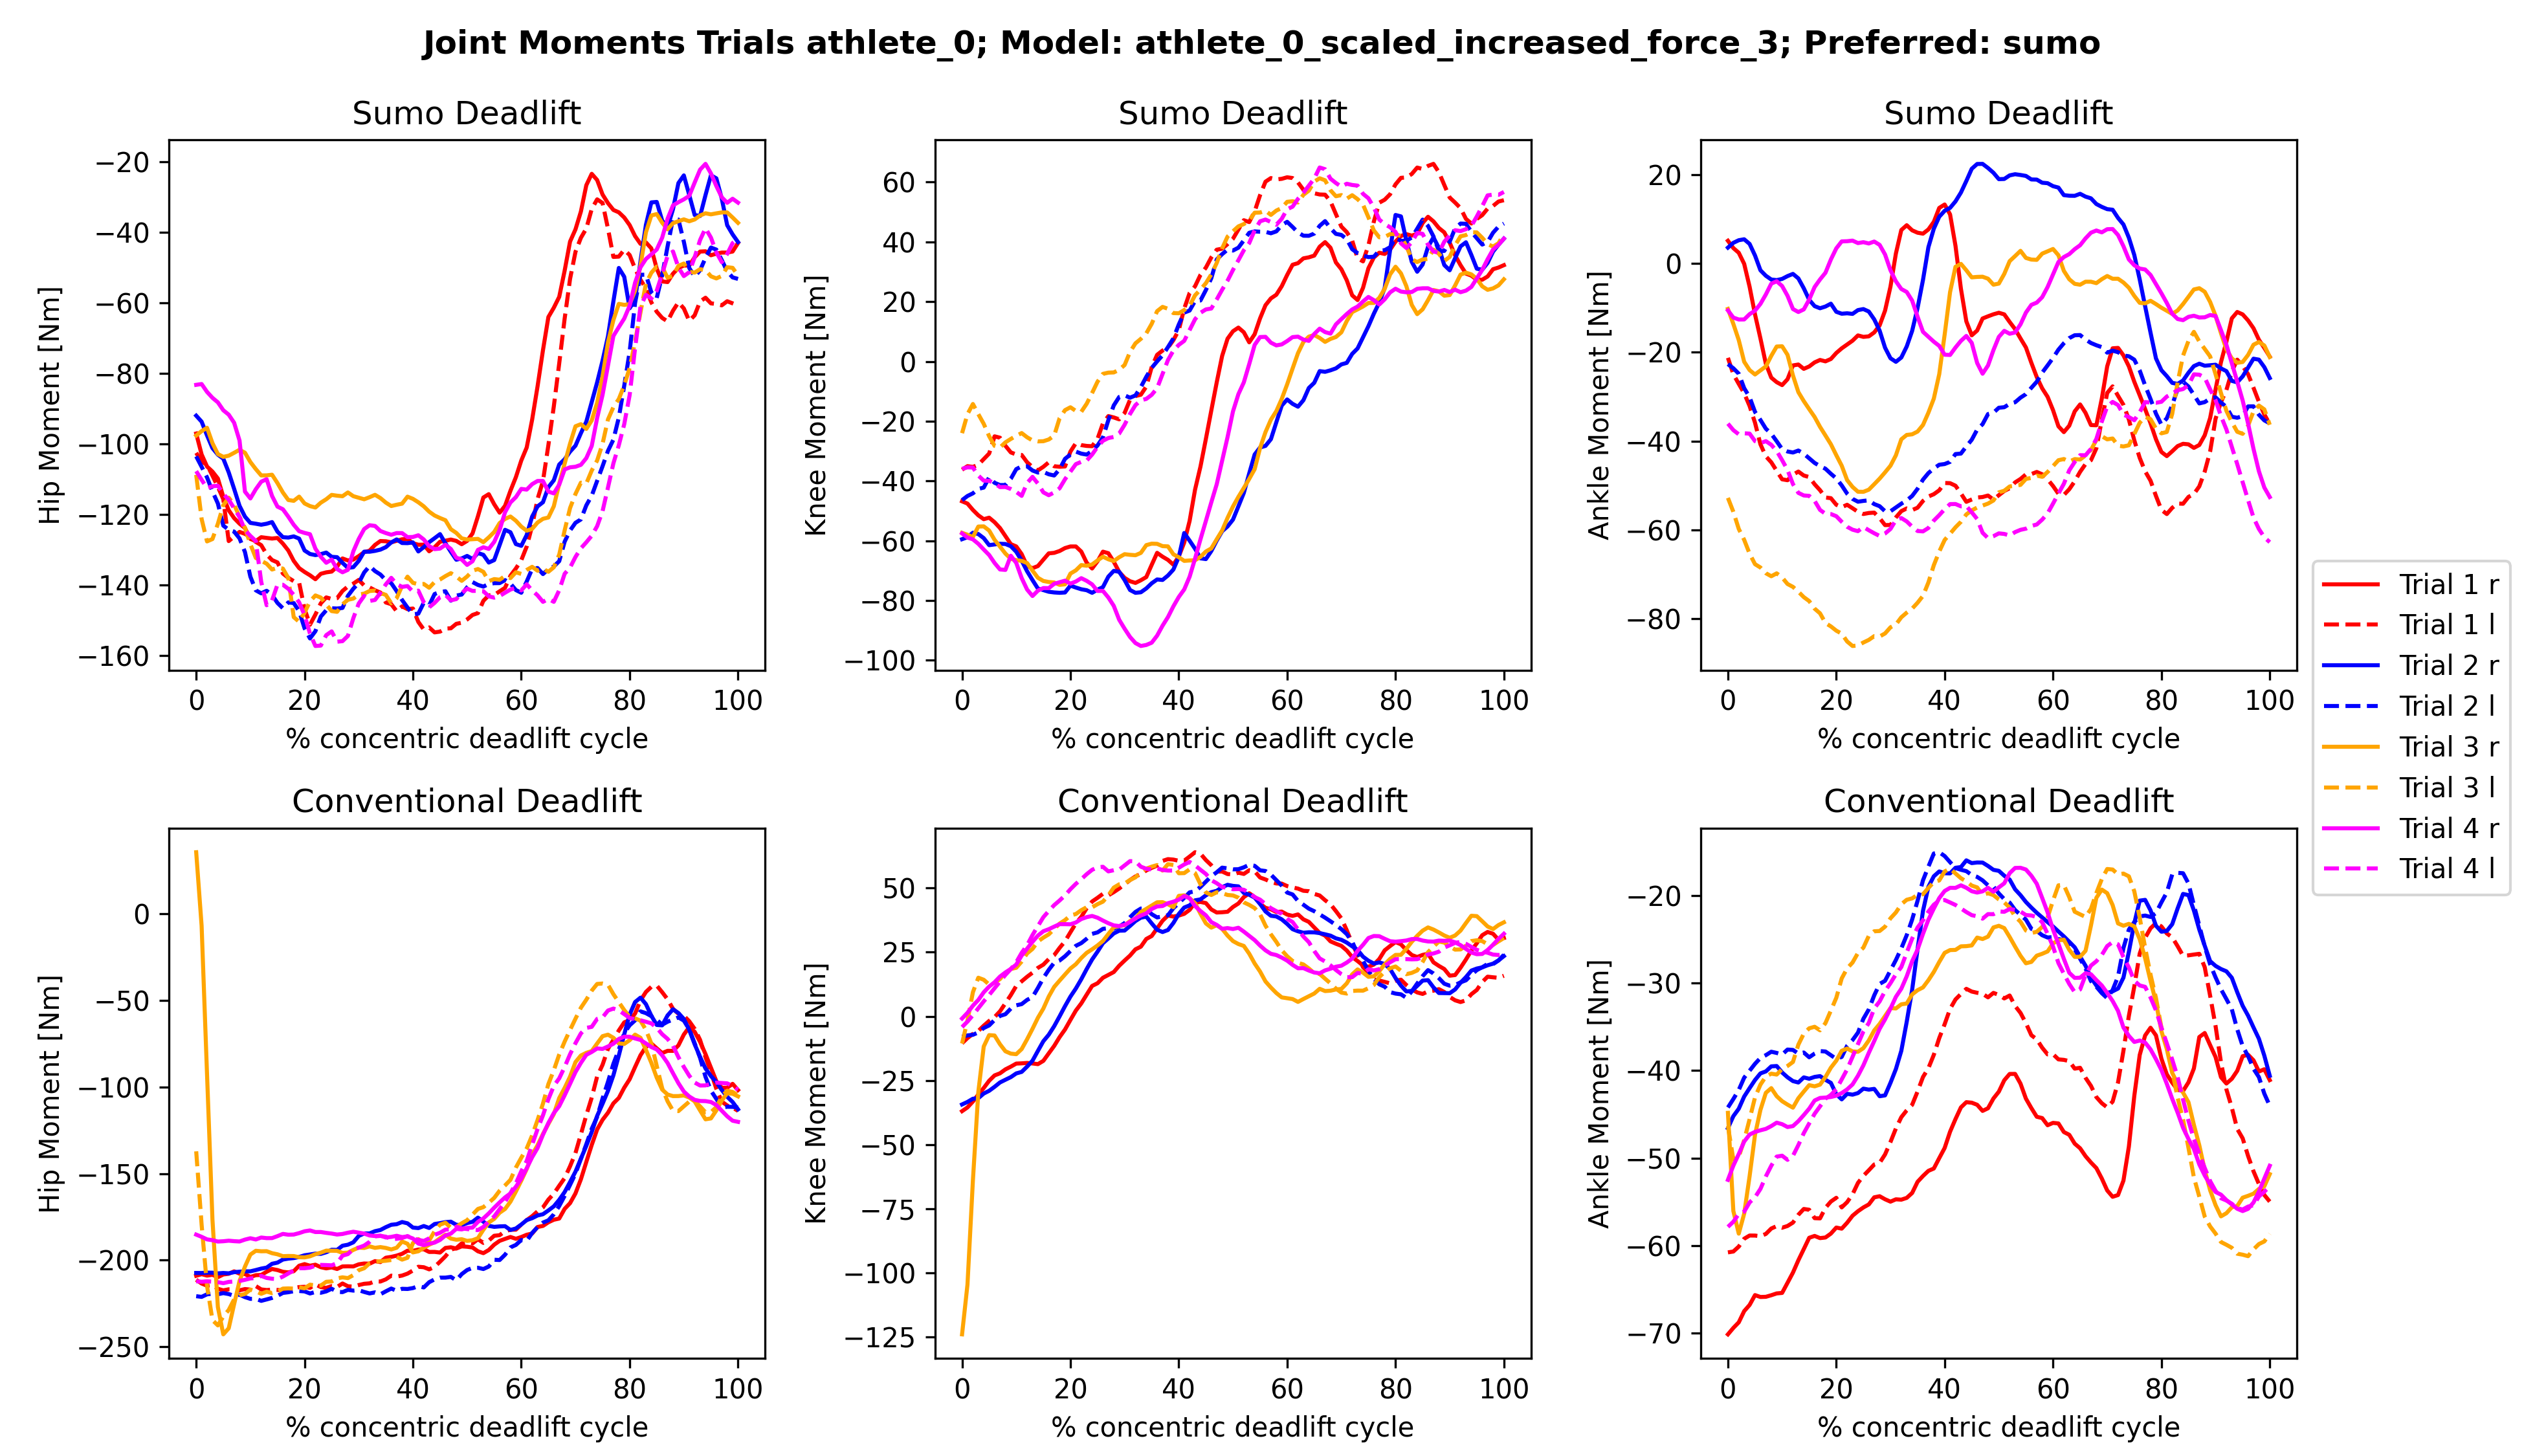 Joint Moments Trials athlete_0; Model: athlete_0_scaled_increased_force_3; Preferred: sumo
Sumo Deadlift
Hip Moment [Nm]
−20
−40
−60
−80
−100
−120
−140
−160
0 20 40 60 80 100
% concentric deadlift cycle
Sumo Deadlift
Knee Moment [Nm]
60
40
20
0
−20
−40
−60
−80
−100
0 20 40 60 80 100
% concentric deadlift cycle
Sumo Deadlift
Ankle Moment [Nm]
20
0
−20
−40
−60
−80
0 20 40 60 80 100
% concentric deadlift cycle
Trial 1 r
Trial 1 l
Trial 2 r
Trial 2 l
Trial 3 r
Trial 3 l
Trial 4 r
Trial 4 l
Conventional Deadlift
Hip Moment [Nm]
0
−50
−100
−150
−200
−250
0 20 40 60 80 100
% concentric deadlift cycle
Conventional Deadlift
Knee Moment [Nm]
50
25
0
−25
−50
−75
−100
−125
0 20 40 60 80 100
% concentric deadlift cycle
Conventional Deadlift
Ankle Moment [Nm]
−20
−30
−40
−50
−60
−70
0 20 40 60 80 100
% concentric deadlift cycle